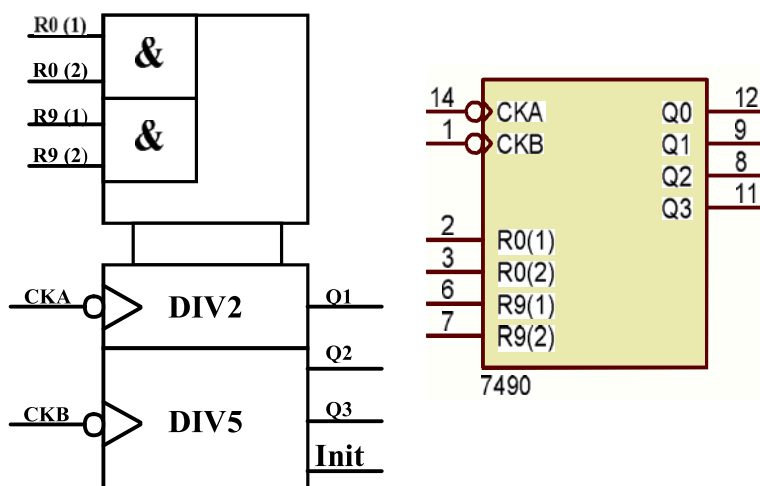 R0 (1)
&
R0 (2)
R9 (1)
&
R9 (2)
CKA
DIV2
Q1
Q2
CKB
DIV5
Q3
Init
14
CKA
Q0
12
1
CKB
Q1
9
Q2
8
Q3
11
2
R0(1)
3
R0(2)
6
R9(1)
7
R9(2)
7490